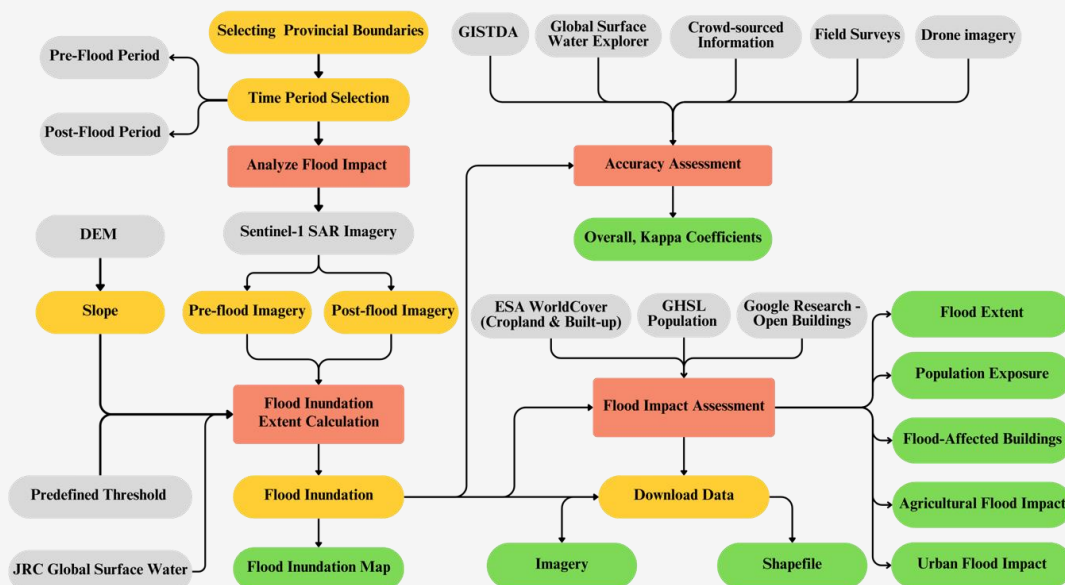 Selecting Provincial Boundaries
Pre-Flood Period
Time Period Selection
Post-Flood Period
Analyze Flood Impact
DEM
Sentinel-1 SAR Imagery
Slope
Pre-flood Imagery
Post-flood Imagery
Flood Inundation
Extent Calculation
Predefined Threshold
Flood Inundation
JRC Global Surface Water
Flood Inundation Map
GISTDA
Global Surface
Water Explorer
Crowd-sourced
Information
Field Surveys
Drone imagery
Accuracy Assessment
Overall, Kappa Coefficients
ESA WorldCover
(Cropland & Built-up)
GHSL
Population
Google Research -
Open Buildings
Flood Impact Assessment
Download Data
Imagery
Shapefile
Flood Extent
Population Exposure
Flood-Affected Buildings
Agricultural Flood Impact
Urban Flood Impact